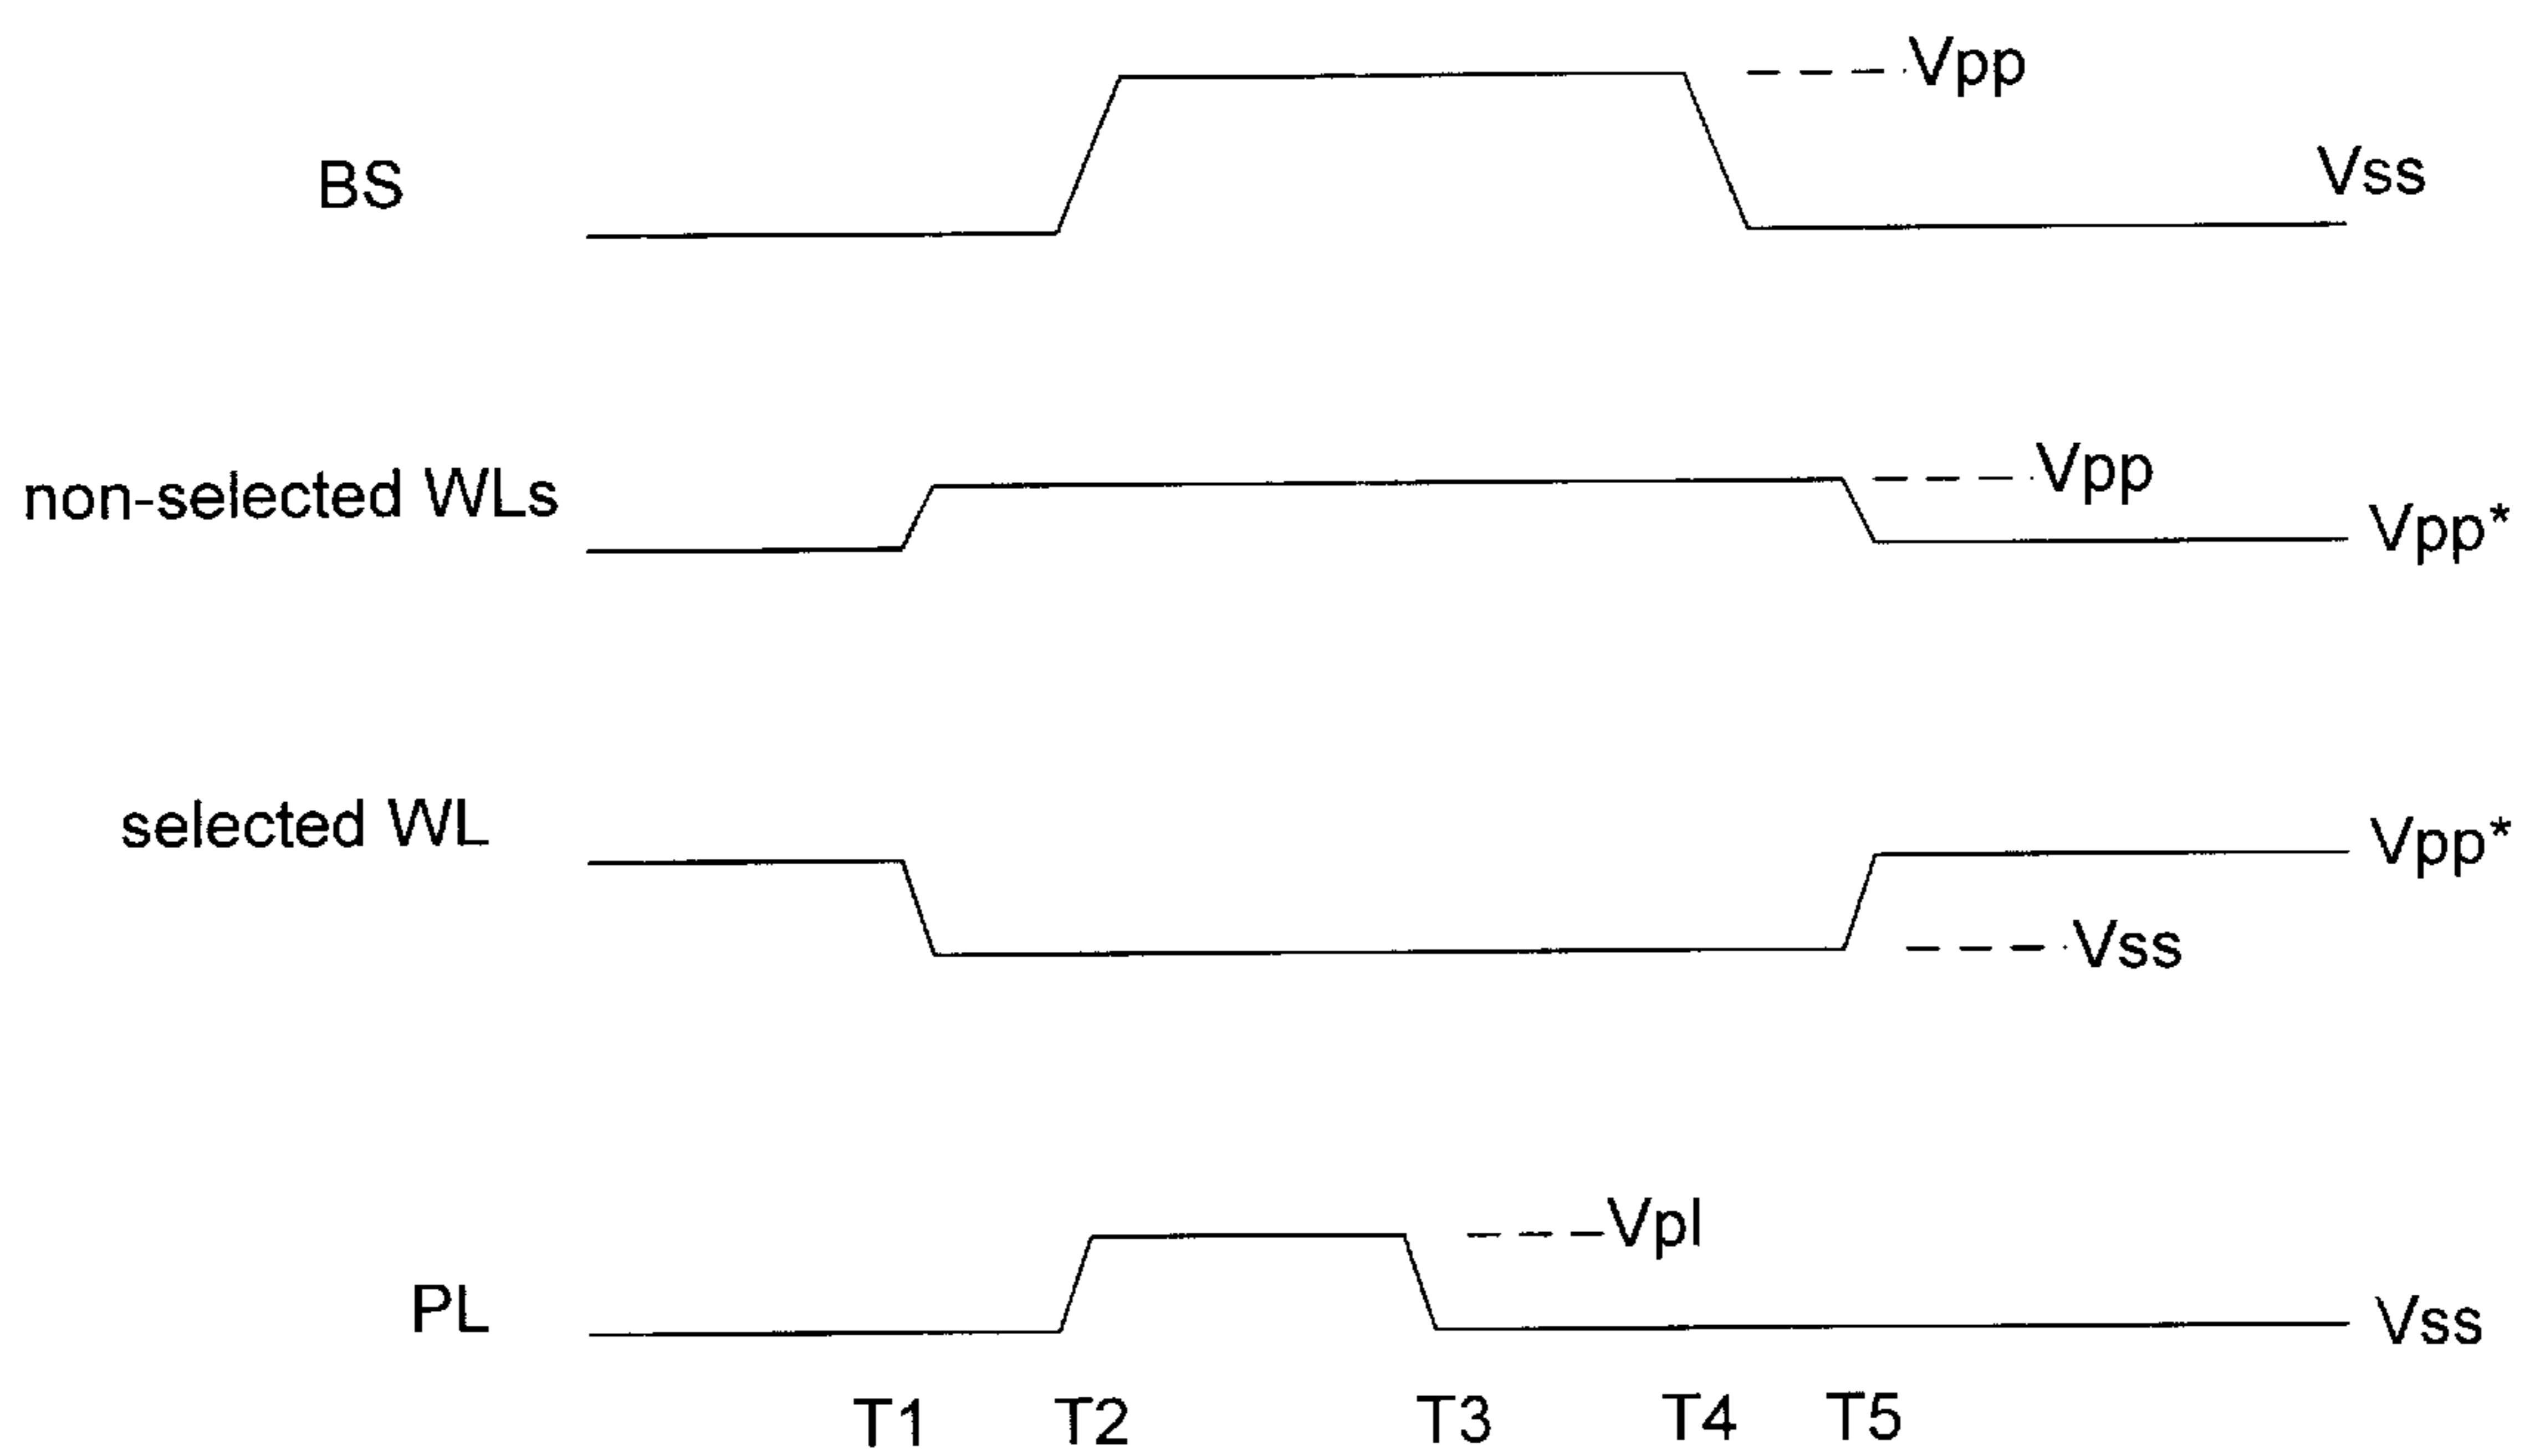 Vpp
BS
Vss
non-selected WLs
Vpp
Vpp*
selected WL
Vpp*
Vss
Vpl
PL
Vss
T1 T2 T3 T4 T5